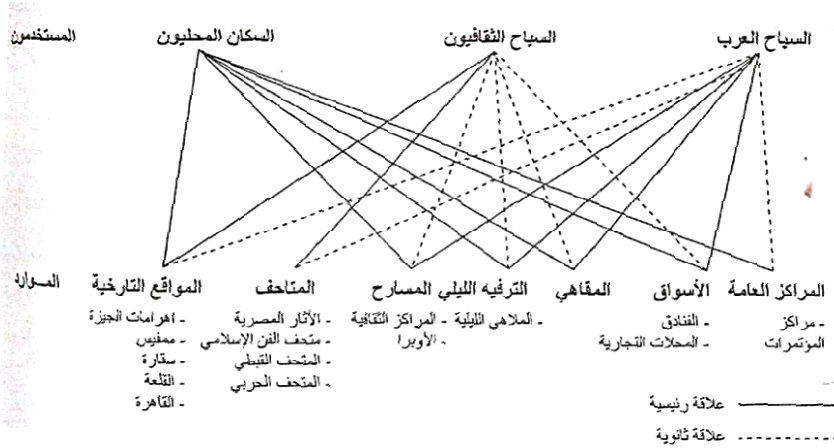 المستخدمون السكان المحليون السياح الثقافيون السياح العرب
الموارد المواقع التارخية المتاحف المسارح الترفيه الليلي المقاهي الأسواق المراكز العامة
- اهرامات الجيزة
- ممفيس
- سقارة
- القلعة
- القاهرة
- الآثار المصرية
- متحف الفن الإسلامي
- المتحف القبطي
- المتحف الحربي
- المراكز الثقافية
- الأوبرا
- الملاهي الليلية
- الفنادق
- المحلات التجارية
- مراكز
المؤتمرات
علاقة رئيسية
علاقة ثانوية